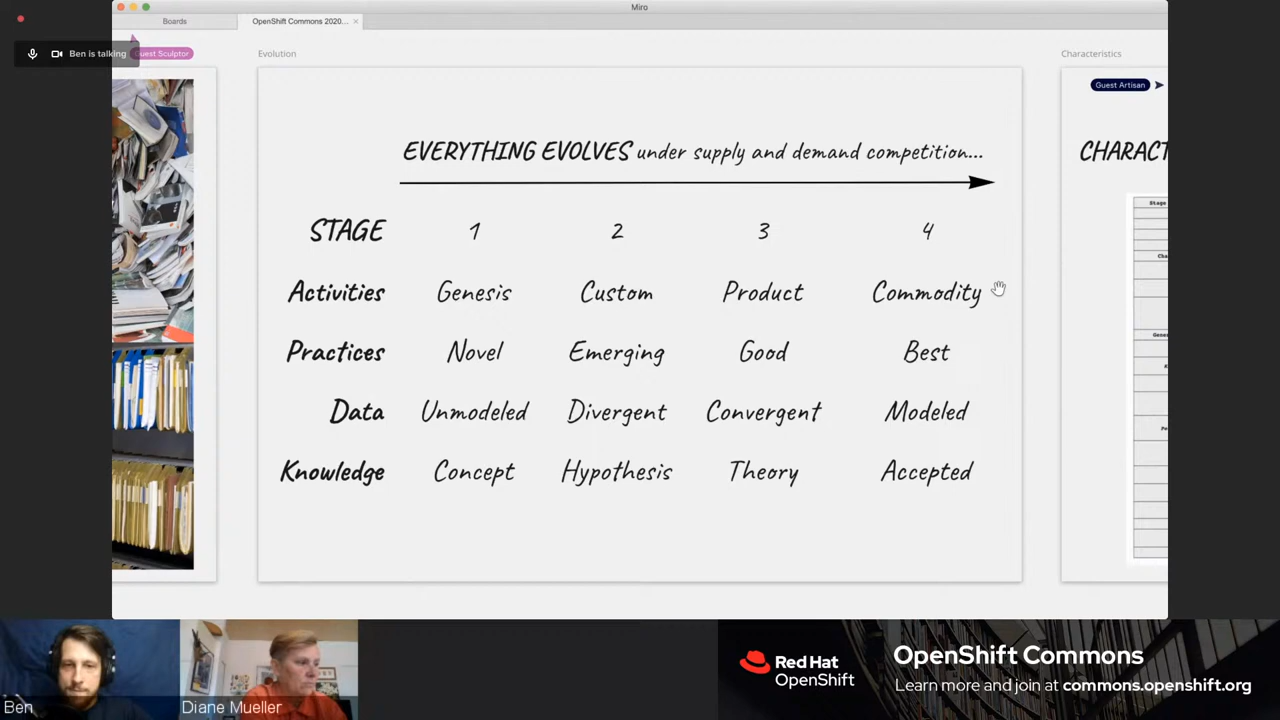 Miro
Boards
OpenShift Commons 2020...
Ben is talking
Guest Sculptor
Evolution
Characteristics
Guest Artisan
EVERYTHING EVOLVES under supply and demand competition...
CHARACT
STAGE 1 2 3 4
Activities Genesis Custom Product Commodity
Practices Novel Emerging Good Best
Data Unmodeled Divergent Convergent Modeled
Knowledge Concept Hypothesis Theory Accepted
Stage
Ben
Diane Mueller
Red Hat
OpenShift
OpenShift Commons
Learn more and join at commons.openshift.org